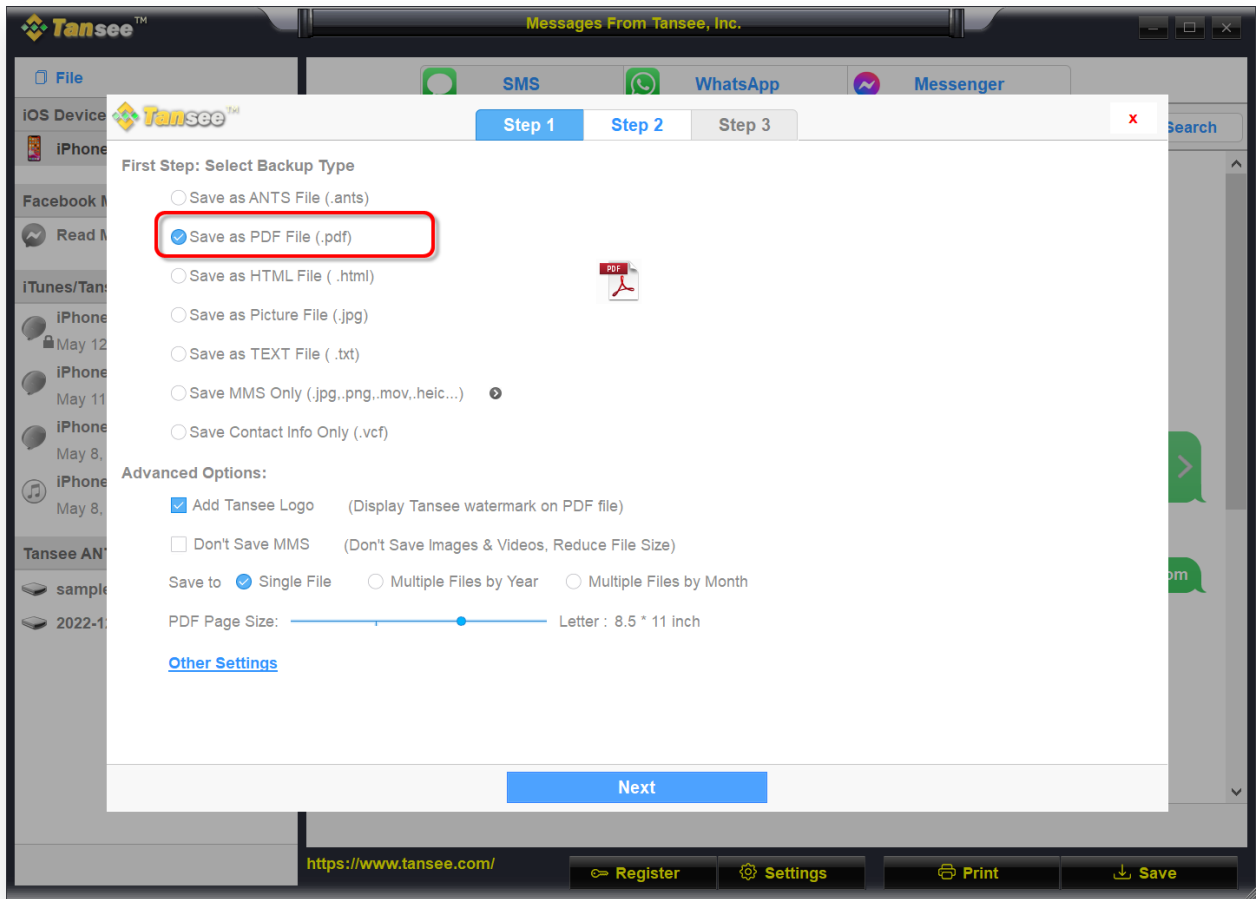 Tansee™
Messages From Tansee, Inc.
File
SMS
WhatsApp
Messenger
iOS Device
iPhone
Search
Facebook
Read
iTunes/Tans
iPhone
May 12
iPhone
May 11
iPhone
May 8,
iPhone
May 8,
Tansee ANT
sample
2022-1
Tansee™
Step 1
Step 2
Step 3
x
First Step: Select Backup Type
Save as ANTS File (.ants)
Save as PDF File (.pdf)
PDF
Save as HTML File ( .html)
Save as Picture File (.jpg)
Save as TEXT File ( .txt)
Save MMS Only (.jpg,.png,.mov,.heic...)
Save Contact Info Only (.vcf)
Advanced Options:
Add Tansee Logo (Display Tansee watermark on PDF file)
Don't Save MMS (Don't Save Images & Videos, Reduce File Size)
Save to Single File Multiple Files by Year Multiple Files by Month
PDF Page Size: Letter : 8.5 * 11 inch
Other Settings
Next
om
https://www.tansee.com/
Register
Settings
Print
Save